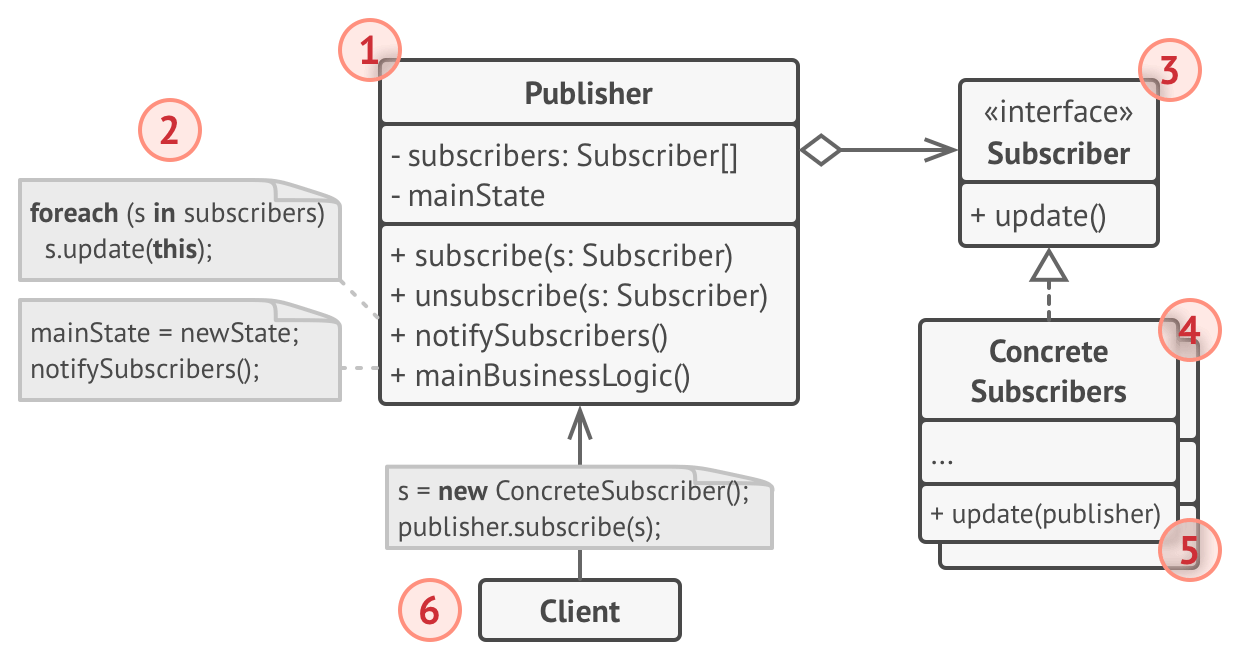 1
Publisher
- subscribers: Subscriber[]
- mainState
+ subscribe(s: Subscriber)
+ unsubscribe(s: Subscriber)
+ notifySubscribers()
+ mainBusinessLogic()
2
foreach (s in subscribers)
s.update(this);
mainState = newState;
notifySubscribers();
3
«interface»
Subscriber
+ update()
4
Concrete
Subscribers
...
+ update(publisher)
5
s = new ConcreteSubscriber();
publisher.subscribe(s);
6
Client